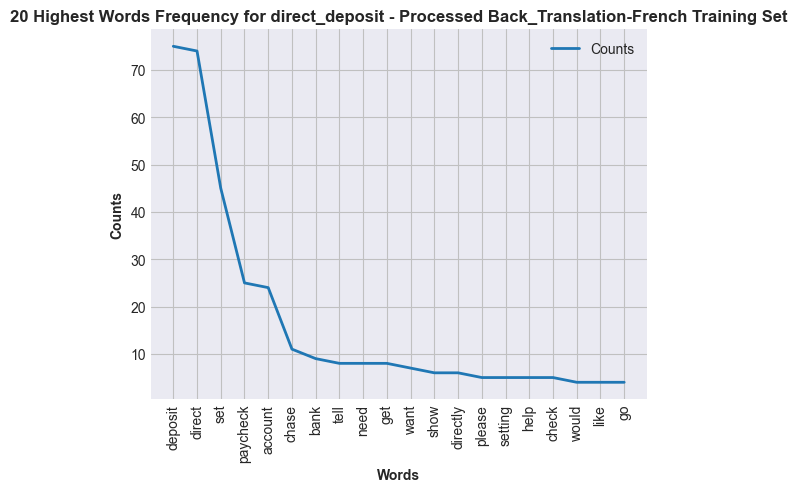 20 Highest Words Frequency for direct_deposit - Processed Back_Translation-French Training Set
Counts
70
60
50
40
30
20
10
Counts
deposit
direct
set
paycheck
account
chase
bank
tell
need
get
want
show
directly
please
setting
help
check
would
like
go
Words